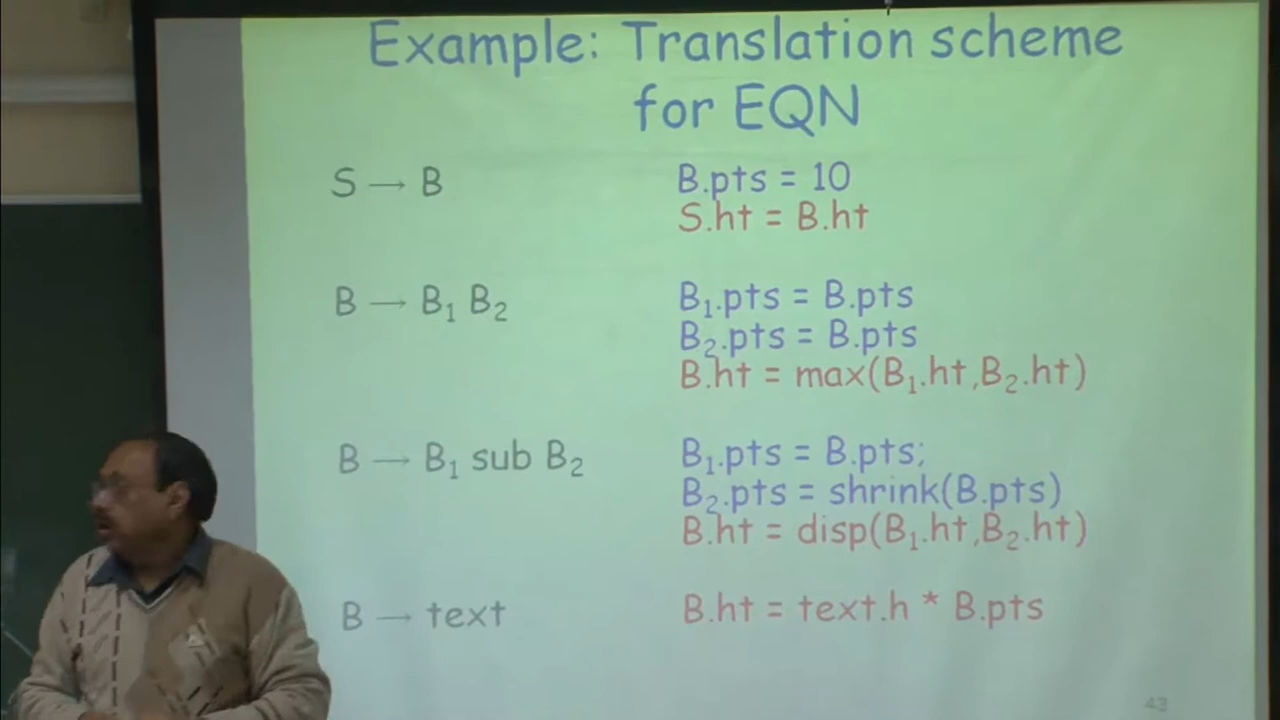 Example: Translation scheme
for EQN
S → B B.pts = 10
S.ht = B.ht
B → B₁ B₂ B₁.pts = B.pts
B₂.pts = B.pts
B.ht = max(B₁.ht,B₂.ht)
B → B₁ sub B₂ B₁.pts = B.pts;
B₂.pts = shrink(B.pts)
B.ht = disp(B₁.ht,B₂.ht)
B → text B.ht = text.h * B.pts
43